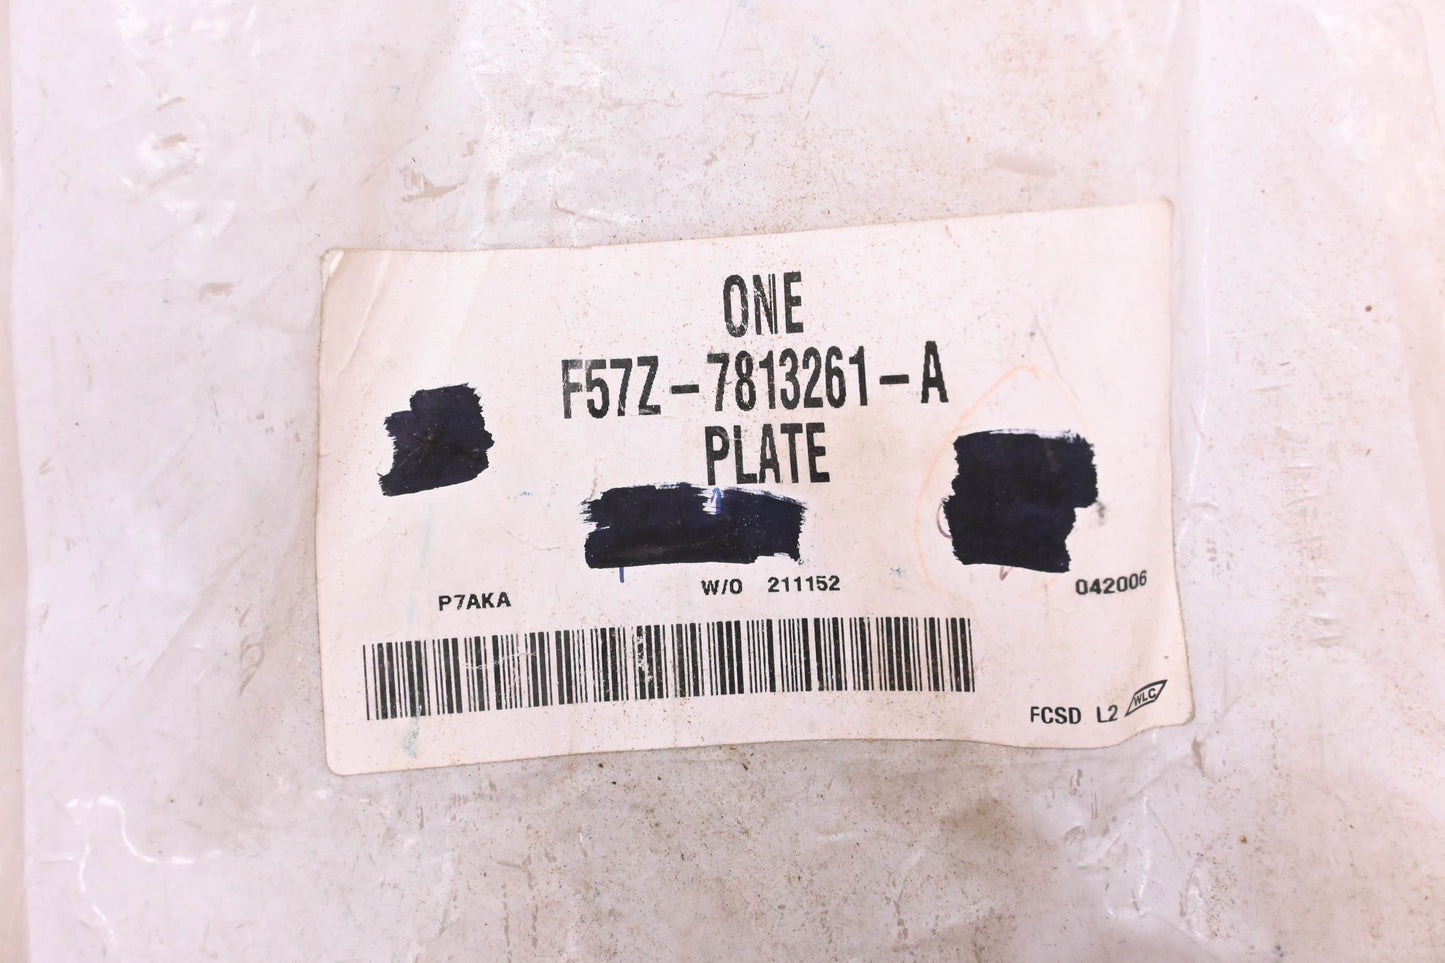 ONE
F57Z-7813261-A
PLATE
P7AKA W/O 211152 042006
FCSD L2 WLC